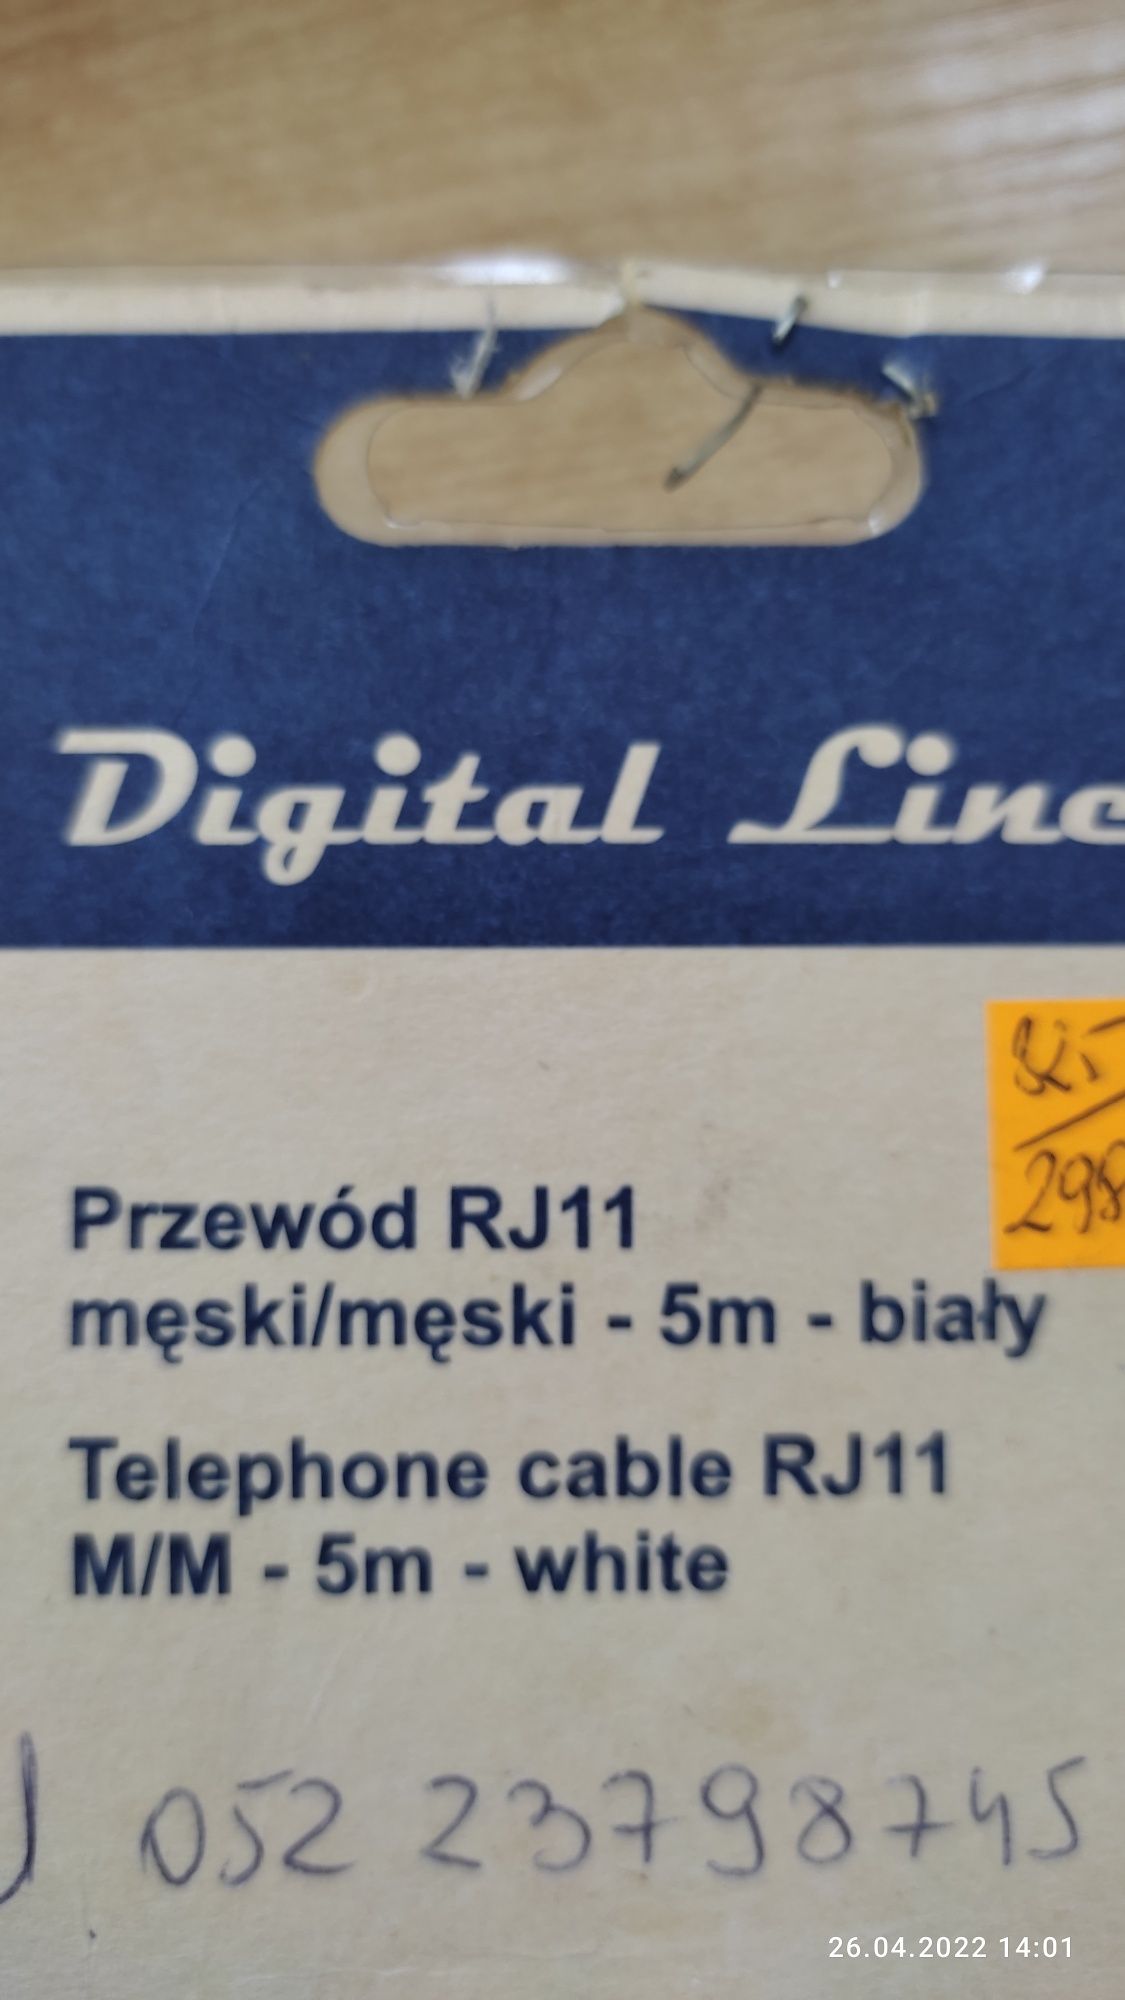 Digital Line
Przewód RJ11
męski/męski - 5m - biały
Telephone cable RJ11
M/M - 5m - white
298
052 23798745
26.04.2022 14:01